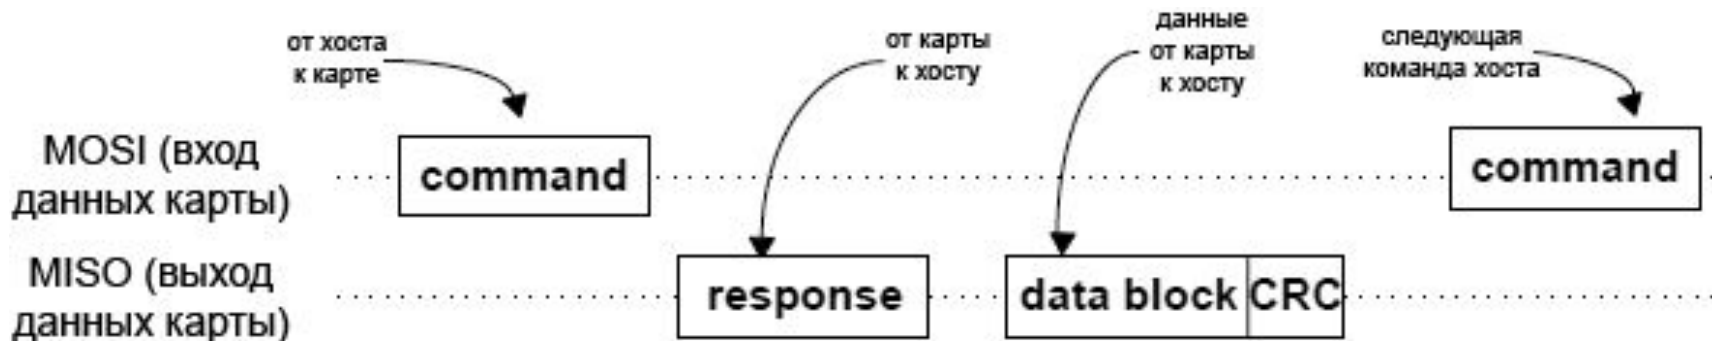 от хоста
к карте
от карты
к хосту
данные
от карты
к хосту
следующая
команда хоста
MOSI (вход
данных карты)
command
command
MISO (выход
данных карты)
response
data block
CRC